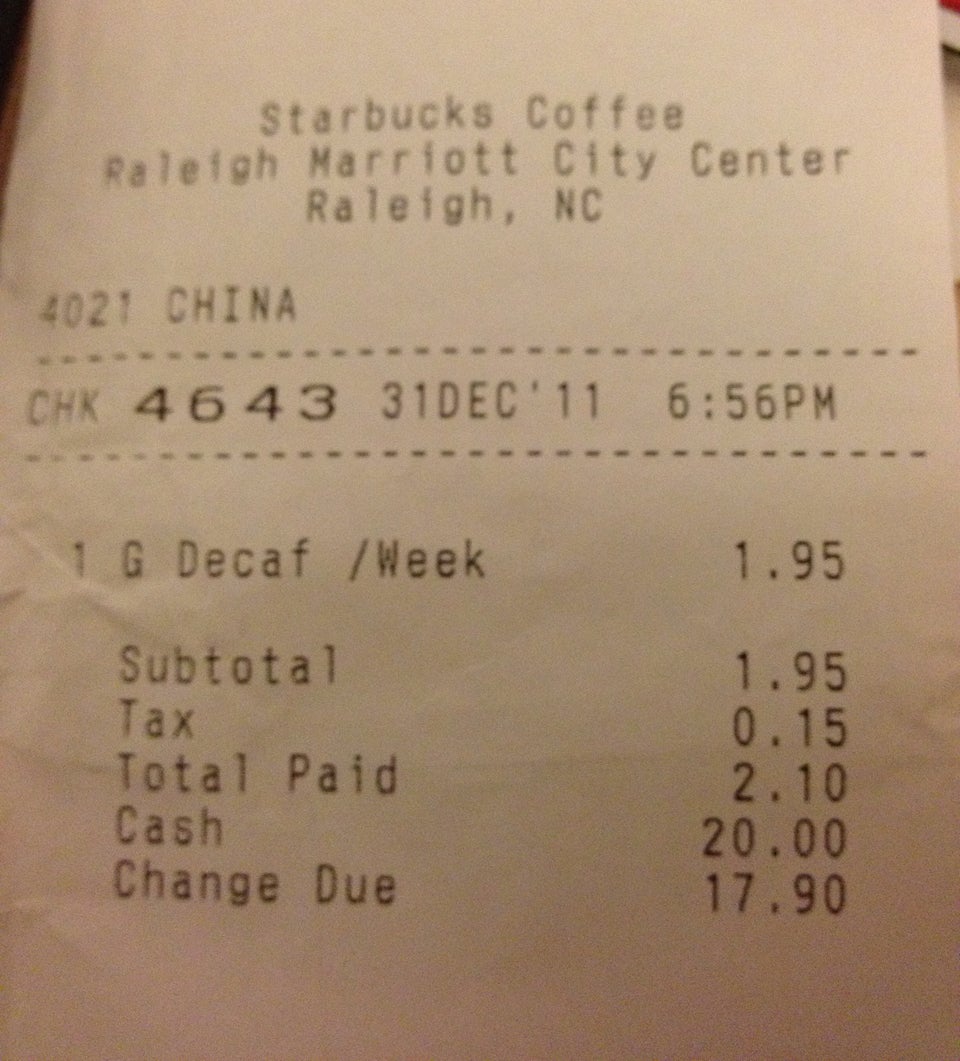 Starbucks Coffee
Raleigh Marriott City Center
Raleigh, NC
4021 CHINA
CHK 4643 31DEC'11 6:56PM
1 G Decaf /Week 1.95
Subtotal 1.95
Tax 0.15
Total Paid 2.10
Cash 20.00
Change Due 17.90